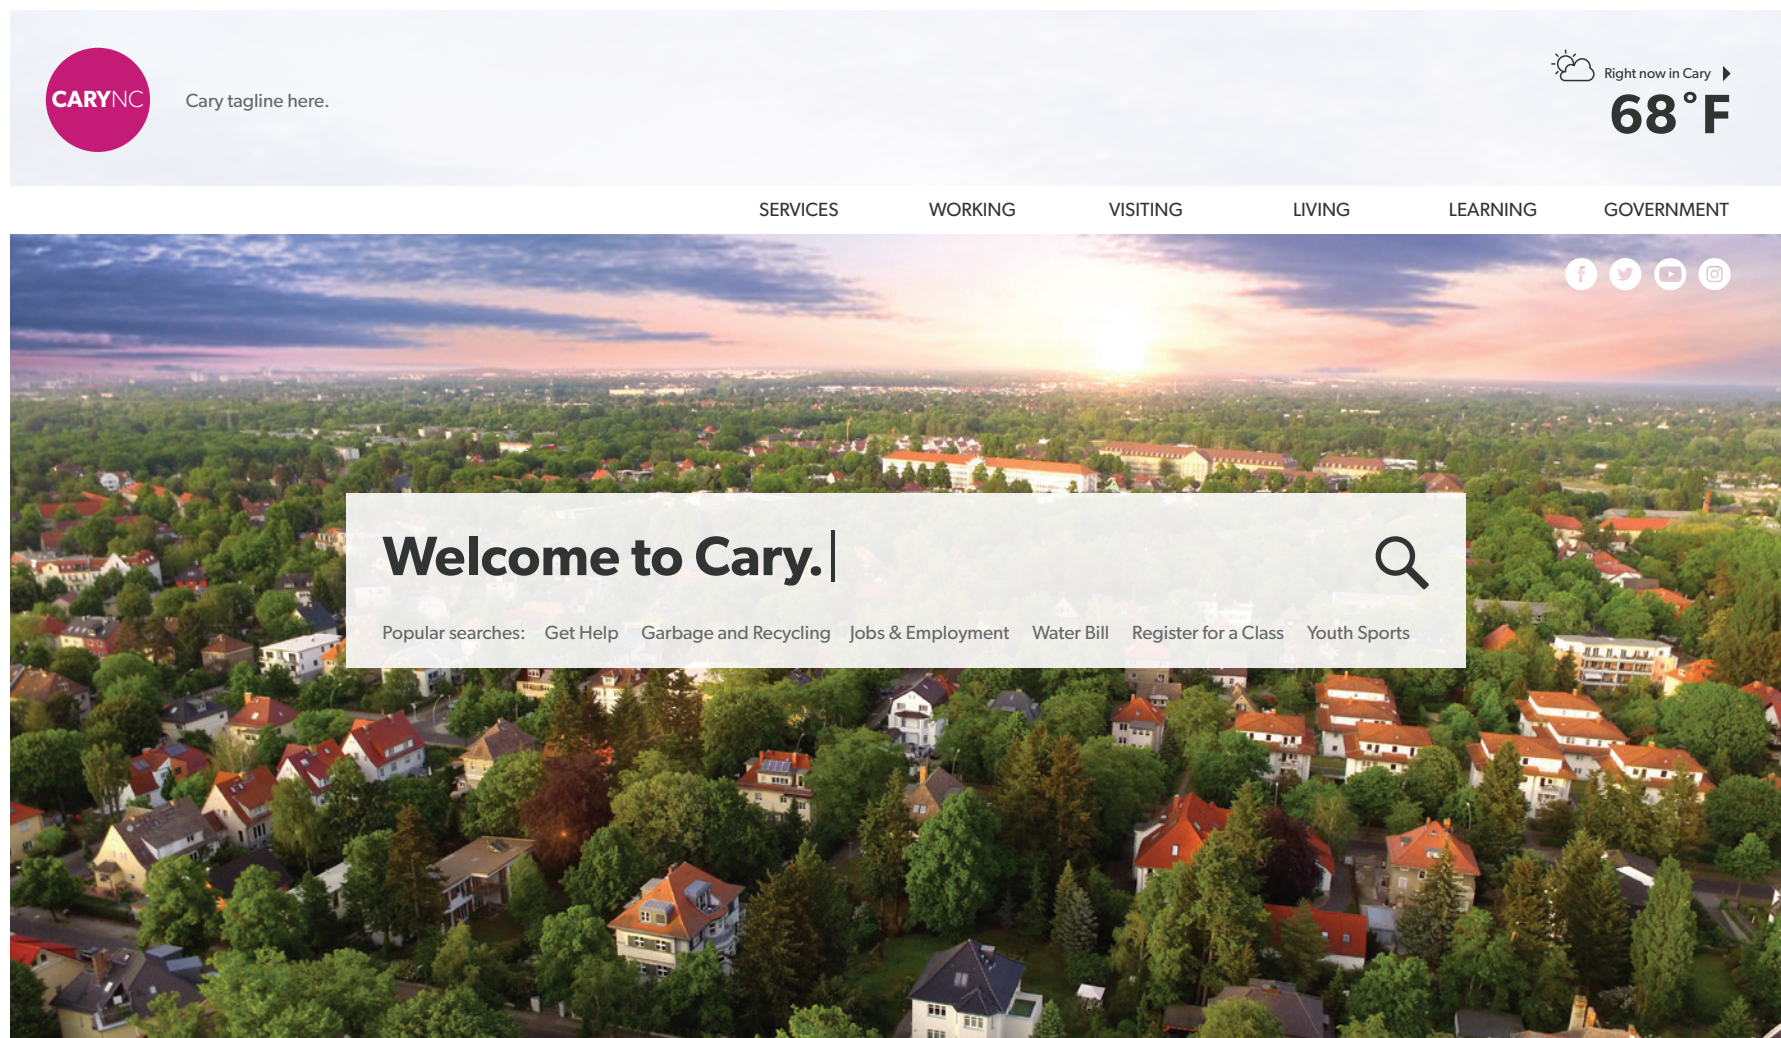 CARYNC
Cary tagline here.
Right now in Cary
68°F
SERVICES WORKING VISITING LIVING LEARNING GOVERNMENT
Welcome to Cary.
Popular searches: Get Help Garbage and Recycling Jobs & Employment Water Bill Register for a Class Youth Sports